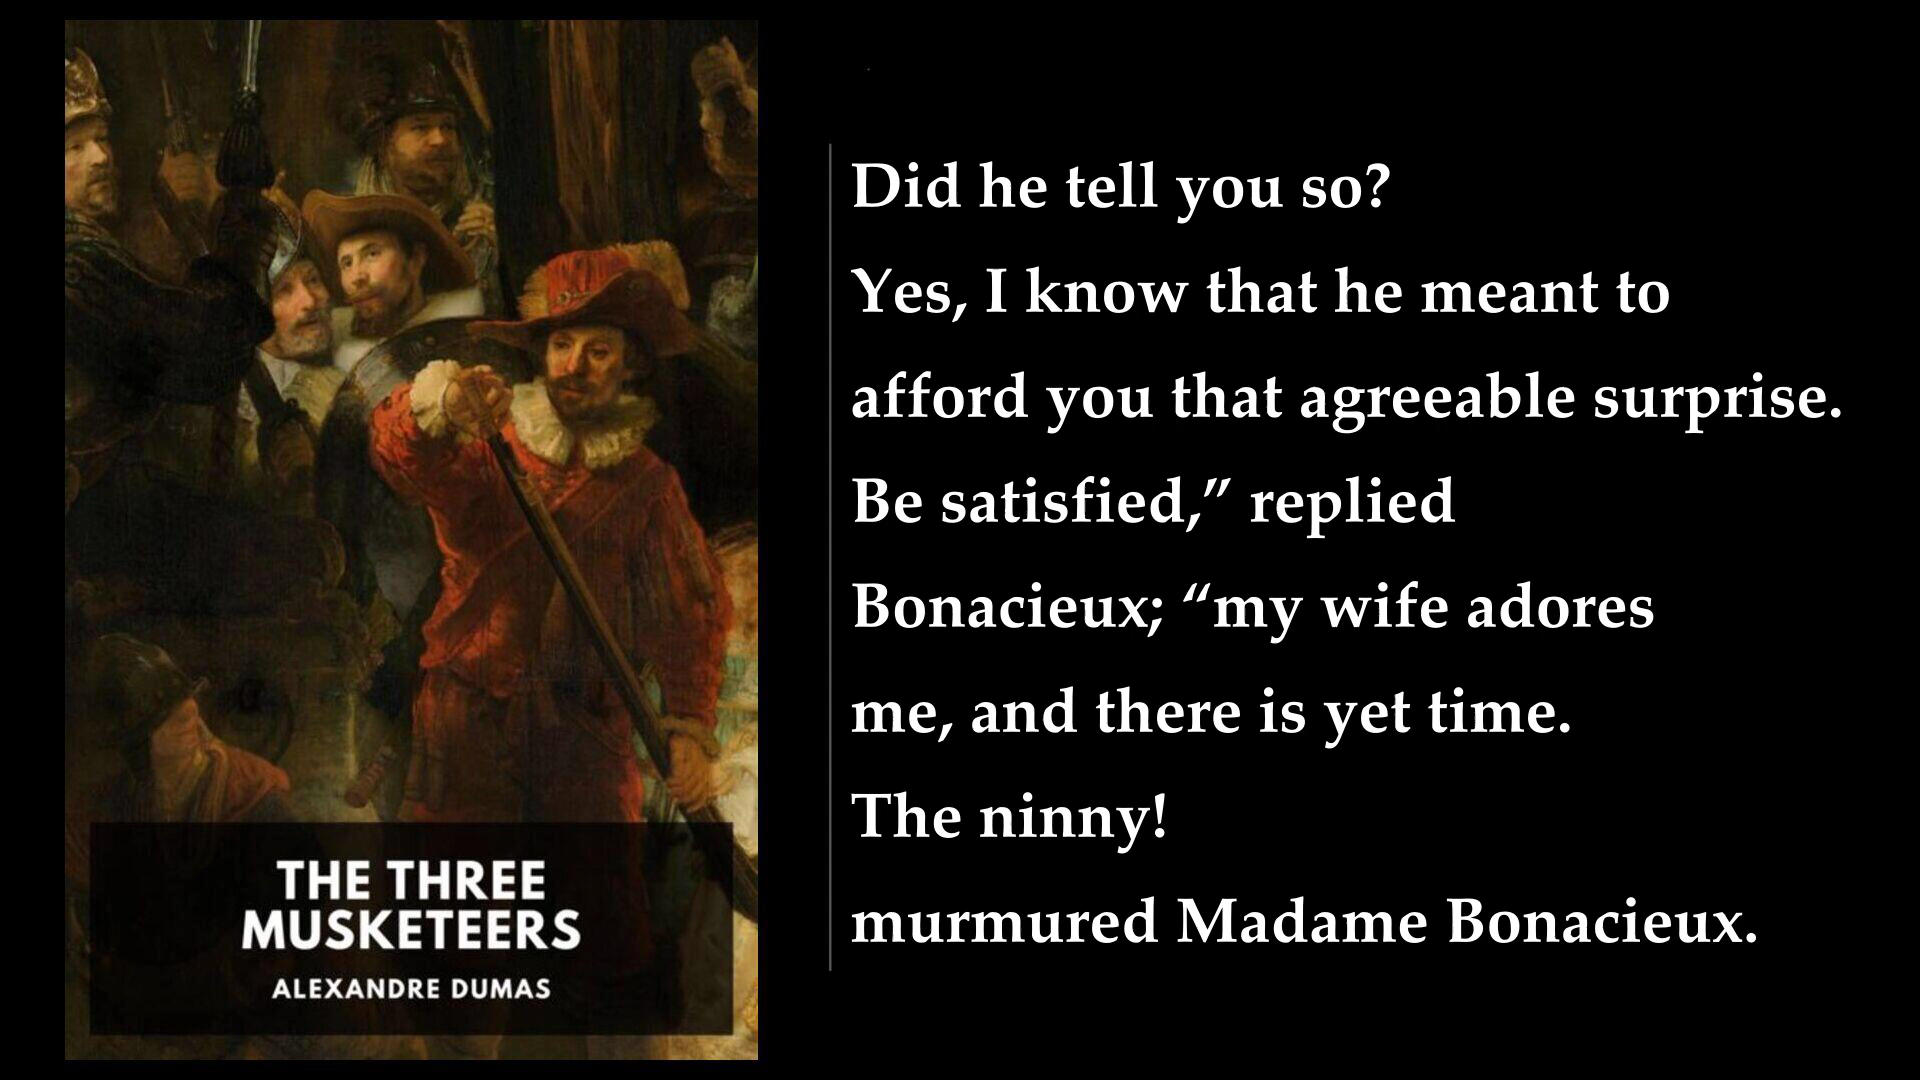 THE THREE
MUSKETEERS
ALEXANDRE DUMAS
Did he tell you so?
Yes, I know that he meant to
afford you that agreeable surprise.
Be satisfied,” replied
Bonacieux; “my wife adores
me, and there is yet time.
The ninny!
murmured Madame Bonacieux.